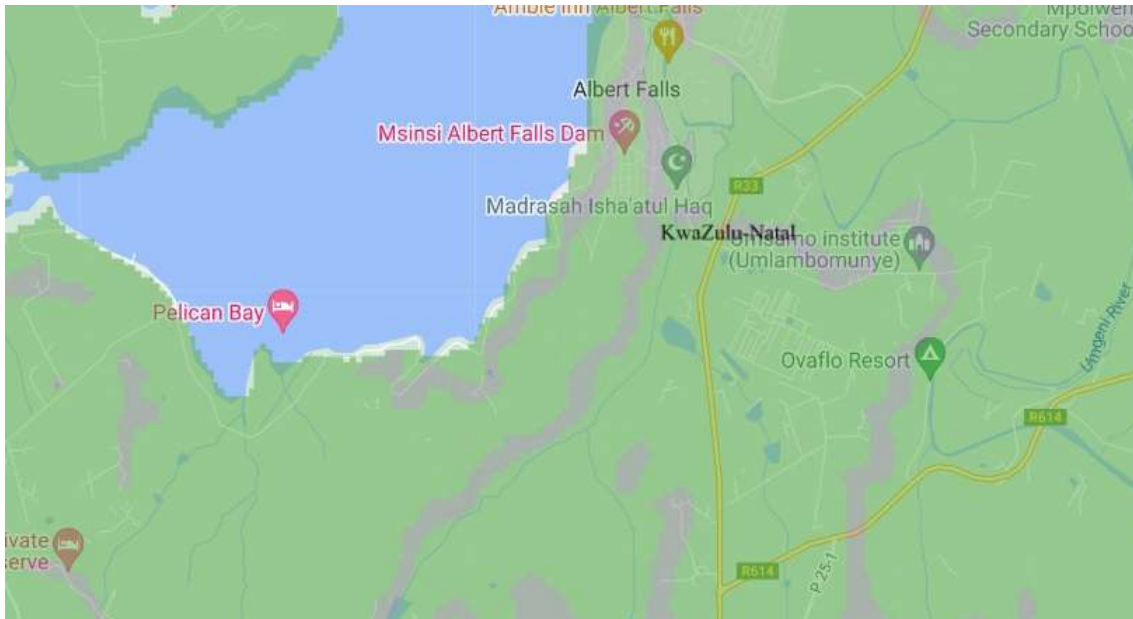 Amble Inn Albert Falls
Mpolweni
Secondary School
Albert Falls
Msinsi Albert Falls Dam
R33
Madrasah Isha'atul Haq
KwaZulu-Natal
Umsamo institute
(Umlambomunye)
Pelican Bay
Umgeni River
Ovaflo Resort
R614
ivate
serve
R614
P 25-1